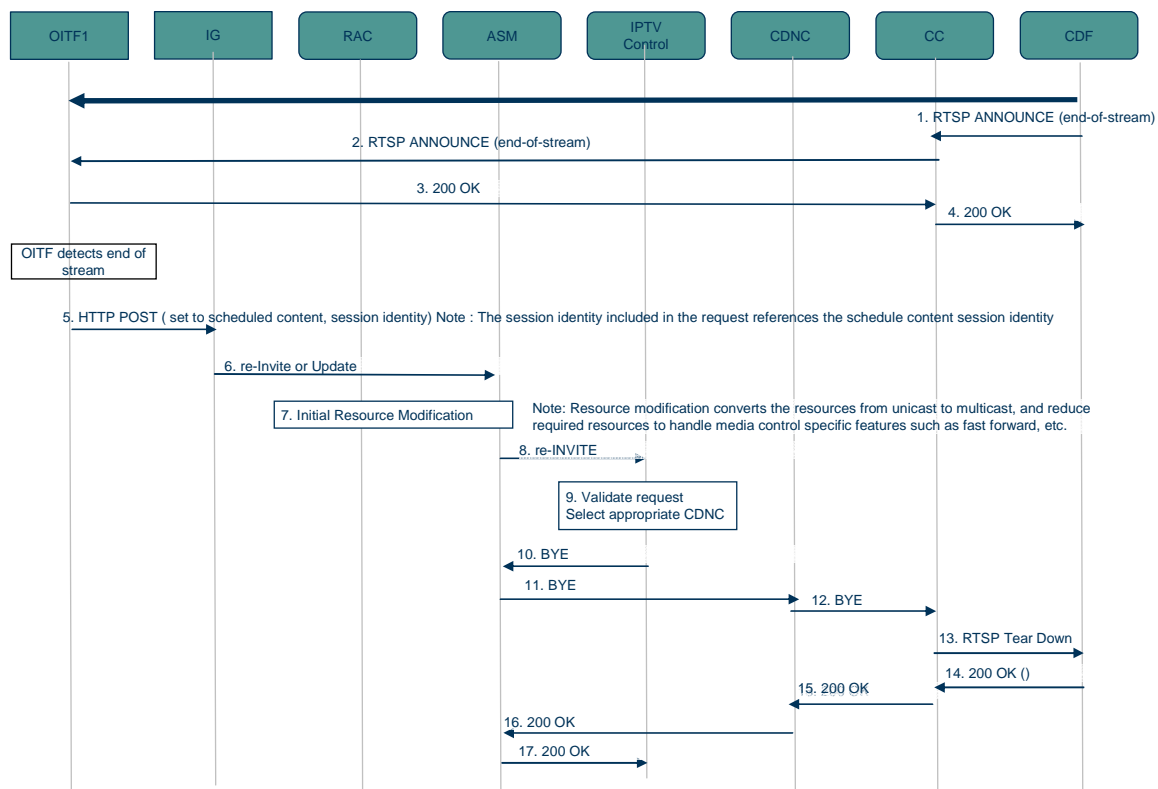 OITF1
IG
RAC
ASM
IPTV
Control
CDNC
CC
CDF
1. RTSP ANNOUNCE (end-of-stream)
2. RTSP ANNOUNCE (end-of-stream)
3. 200 OK
4. 200 OK
OITF detects end of
stream
5. HTTP POST ( set to scheduled content, session identity) Note : The session identity included in the request references the schedule content session identity
6. re-Invite or Update
7. Initial Resource Modification
Note: Resource modification converts the resources from unicast to multicast, and reduce
required resources to handle media control specific features such as fast forward, etc.
8. re-INVITE
9. Validate request
Select appropriate CDNC
10. BYE
11. BYE
12. BYE
13. RTSP Tear Down
14. 200 OK ()
15. 200 OK
16. 200 OK
17. 200 OK